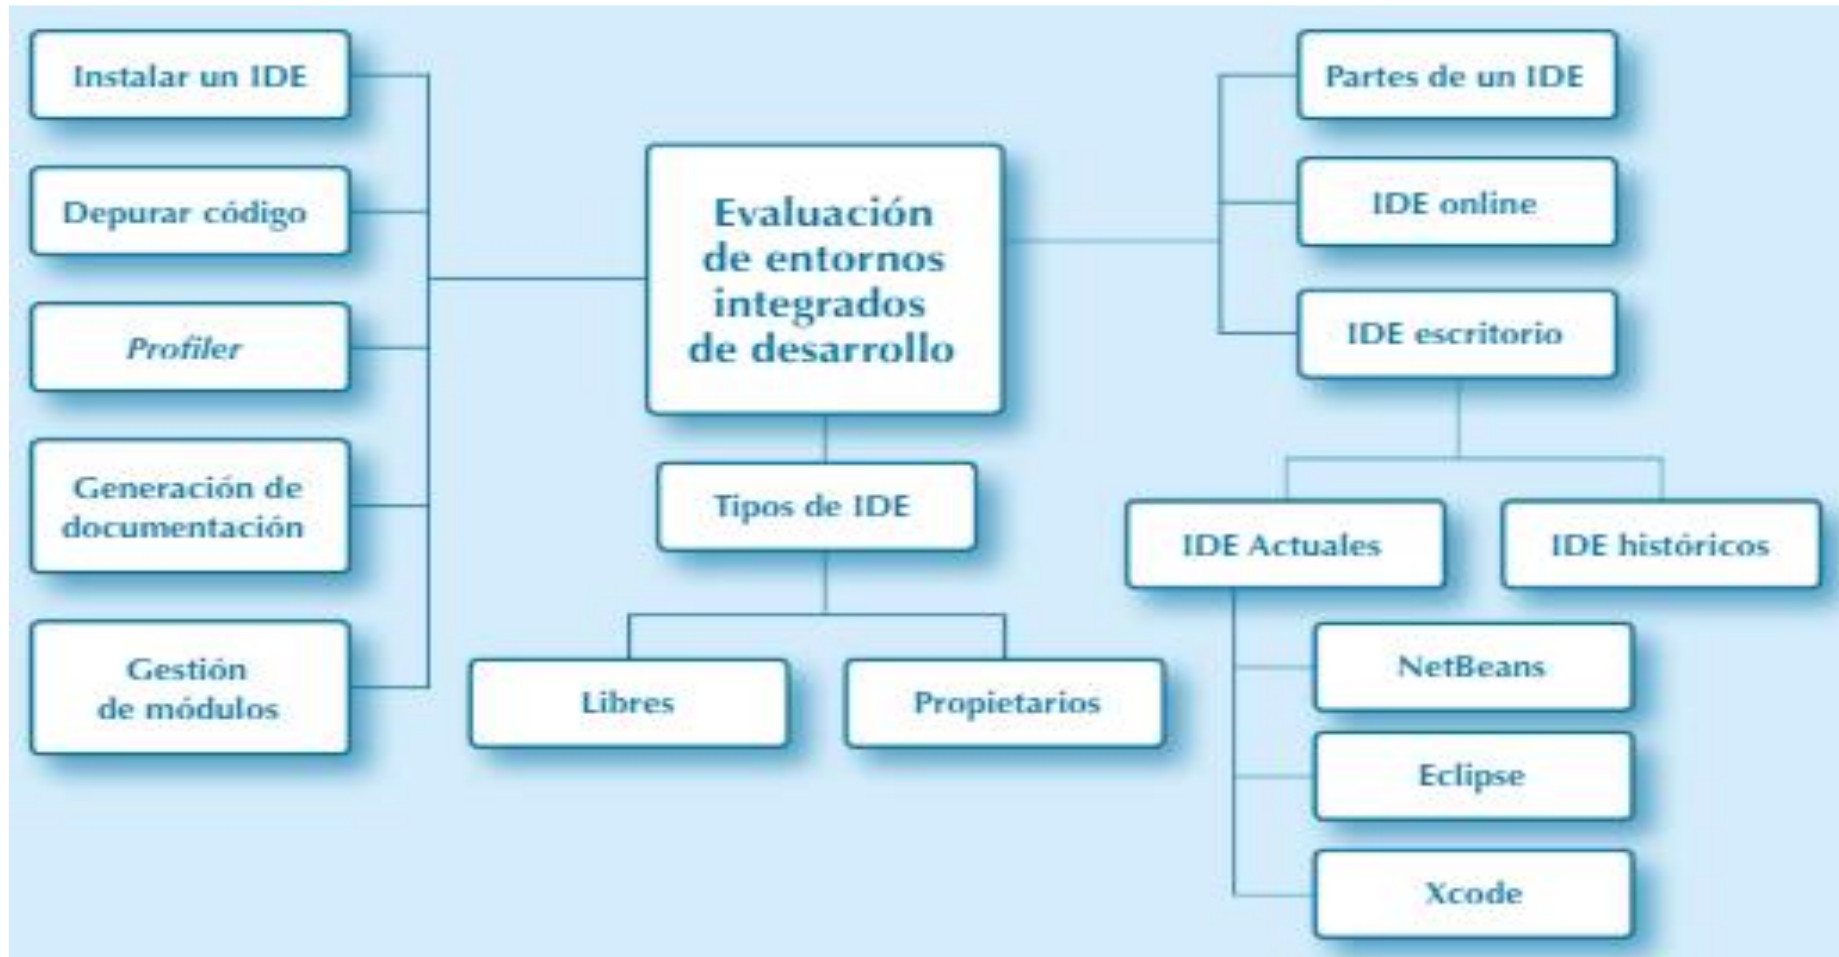 Instalar un IDE
Depurar código
Profiler
Generación de
documentación
Gestión
de módulos
Evaluación
de entornos
integrados
de desarrollo
Tipos de IDE
Libres
Propietarios
Partes de un IDE
IDE online
IDE escritorio
IDE Actuales
IDE históricos
NetBeans
Eclipse
Xcode